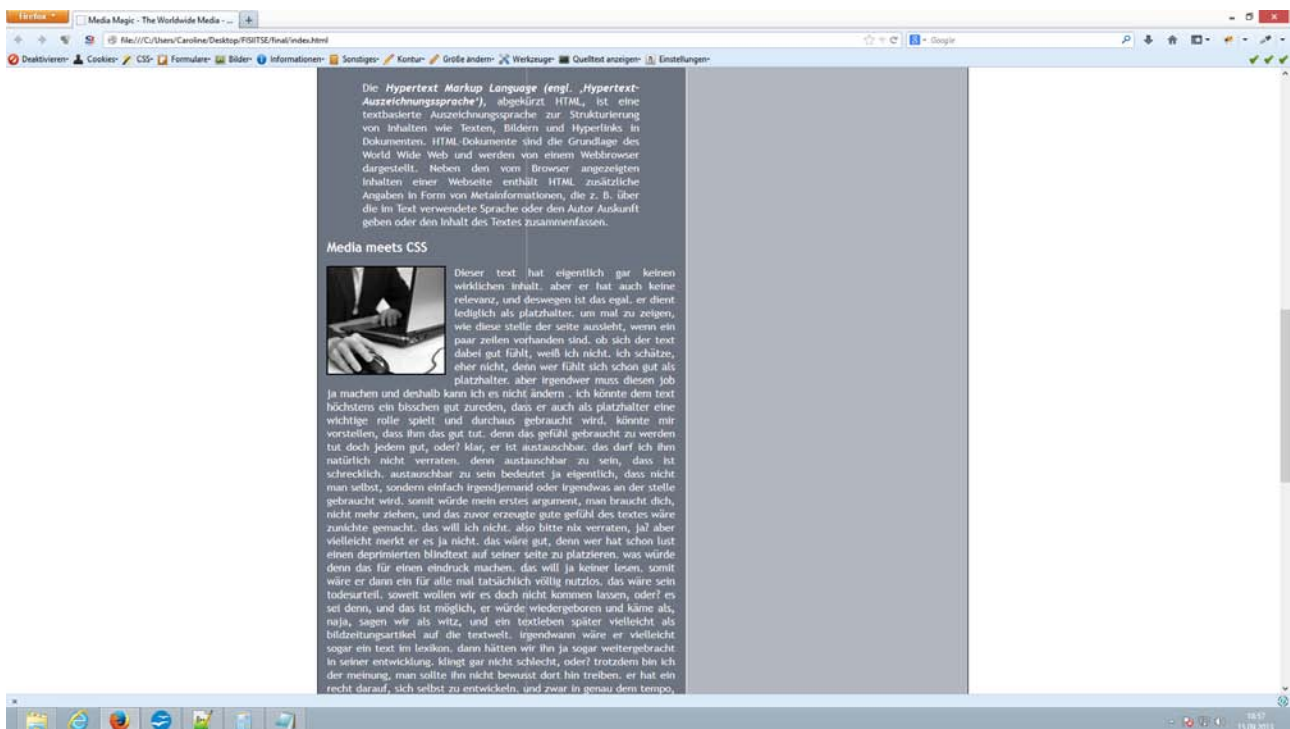 Firefox
Media Magic - The Worldwide Media - ...
file:///C:/Users/Caroline/Desktop/FISIITSE/final/index.html
Google
Deaktivieren Cookies CSS Formulare Bilder Informationen Sonstiges Kontur Größe ändern Werkzeuge Quelltext anzeigen Einstellungen
Die Hypertext Markup Language (engl. ‚Hypertext-
Auszeichnungssprache‘), abgekürzt HTML, ist eine
textbasierte Auszeichnungssprache zur Strukturierung
von Inhalten wie Texten, Bildern und Hyperlinks in
Dokumenten. HTML-Dokumente sind die Grundlage des
World Wide Web und werden von einem Webbrowser
dargestellt. Neben den vom Browser angezeigten
Inhalten einer Webseite enthält HTML zusätzliche
Angaben in Form von Metainformationen, die z. B. über
die im Text verwendete Sprache oder den Autor Auskunft
geben oder den Inhalt des Textes zusammenfassen.
Media meets CSS
Dieser text hat eigentlich gar keinen
wirklichen inhalt. aber er hat auch keine
relevanz, und deswegen ist das egal. er dient
lediglich als platzhalter. um mal zu zeigen,
wie diese stelle der seite aussieht, wenn ein
paar zeilen vorhanden sind. ob sich der text
dabei gut fühlt, weiß ich nicht. ich schätze,
eher nicht, denn wer fühlt sich schon gut als
platzhalter. aber irgendwer muss diesen job
ja machen und deshalb kann ich es nicht ändern . ich könnte dem text
höchstens ein bisschen gut zureden, dass er auch als platzhalter eine
wichtige rolle spielt und durchaus gebraucht wird. könnte mir
vorstellen, dass ihm das gut tut. denn das gefühl gebraucht zu werden
tut doch jedem gut, oder? klar, er ist austauschbar. das darf ich ihm
natürlich nicht verraten. denn austauschbar zu sein, dass ist
schrecklich. austauschbar zu sein bedeutet ja eigentlich, dass nicht
man selbst, sondern einfach irgendjemand oder irgendwas an der stelle
gebraucht wird. somit würde mein erstes argument, man braucht dich,
nicht mehr ziehen, und das zuvor erzeugte gute gefühl des textes wäre
zunichte gemacht. das will ich nicht. also bitte nix verraten, ja? aber
vielleicht merkt er es ja nicht. das wäre gut, denn wer hat schon lust
einen deprimierten blindtext auf seiner seite zu platzieren. was würde
denn das für einen eindruck machen. das will ja keiner lesen. somit
wäre er dann ein für alle mal tatsächlich völlig nutzlos. das wäre sein
todesurteil. soweit wollen wir es doch nicht kommen lassen, oder? es
sei denn, und das ist möglich, er würde wiedergeboren und käme als,
naja, sagen wir als witz, und ein textleben später vielleicht als
bildzeitungsartikel auf die textwelt. irgendwann wäre er vielleicht
sogar ein text im lexikon. dann hätten wir ihn ja sogar weitergebracht
in seiner entwicklung. klingt gar nicht schlecht, oder? trotzdem bin ich
der meinung, man sollte ihn nicht bewusst dort hin treiben. er hat ein
recht darauf, sich selbst zu entwickeln. und zwar in genau dem tempo,